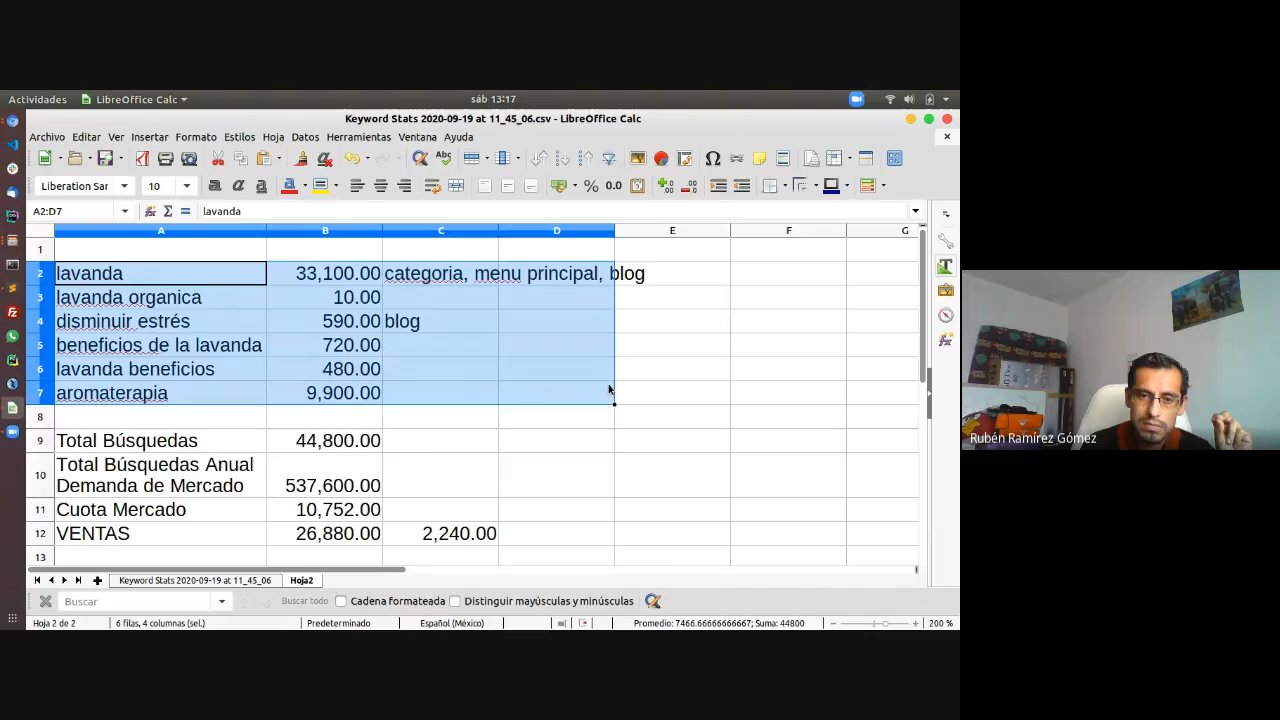 Actividades LibreOffice Calc sáb 13:17
Keyword Stats 2020-09-19 at 11_45_06.csv - LibreOffice Calc
Archivo Editar Ver Insertar Formato Estilos Hoja Datos Herramientas Ventana Ayuda
Liberation Sar 10
A2:D7 lavanda
A B C D E F G
1
2 lavanda 33,100.00 categoria, menu principal, blog
3 lavanda organica 10.00
4 disminuir estrés 590.00 blog
5 beneficios de la lavanda 720.00
6 lavanda beneficios 480.00
7 aromaterapia 9,900.00
8
9 Total Búsquedas 44,800.00
Total Búsquedas Anual
10 Demanda de Mercado 537,600.00
11 Cuota Mercado 10,752.00
12 VENTAS 26,880.00 2,240.00
13
Keyword Stats 2020-09-19 at 11_45_06 Hoja2
Buscar Buscar todo Cadena formateada Distinguir mayúsculas y minúsculas
Hoja 2 de 2 6 filas, 4 columnas (sel.) Predeterminado Español (México) Promedio: 7466.66666666667; Suma: 44800 200 %
Rubén Ramírez Gómez